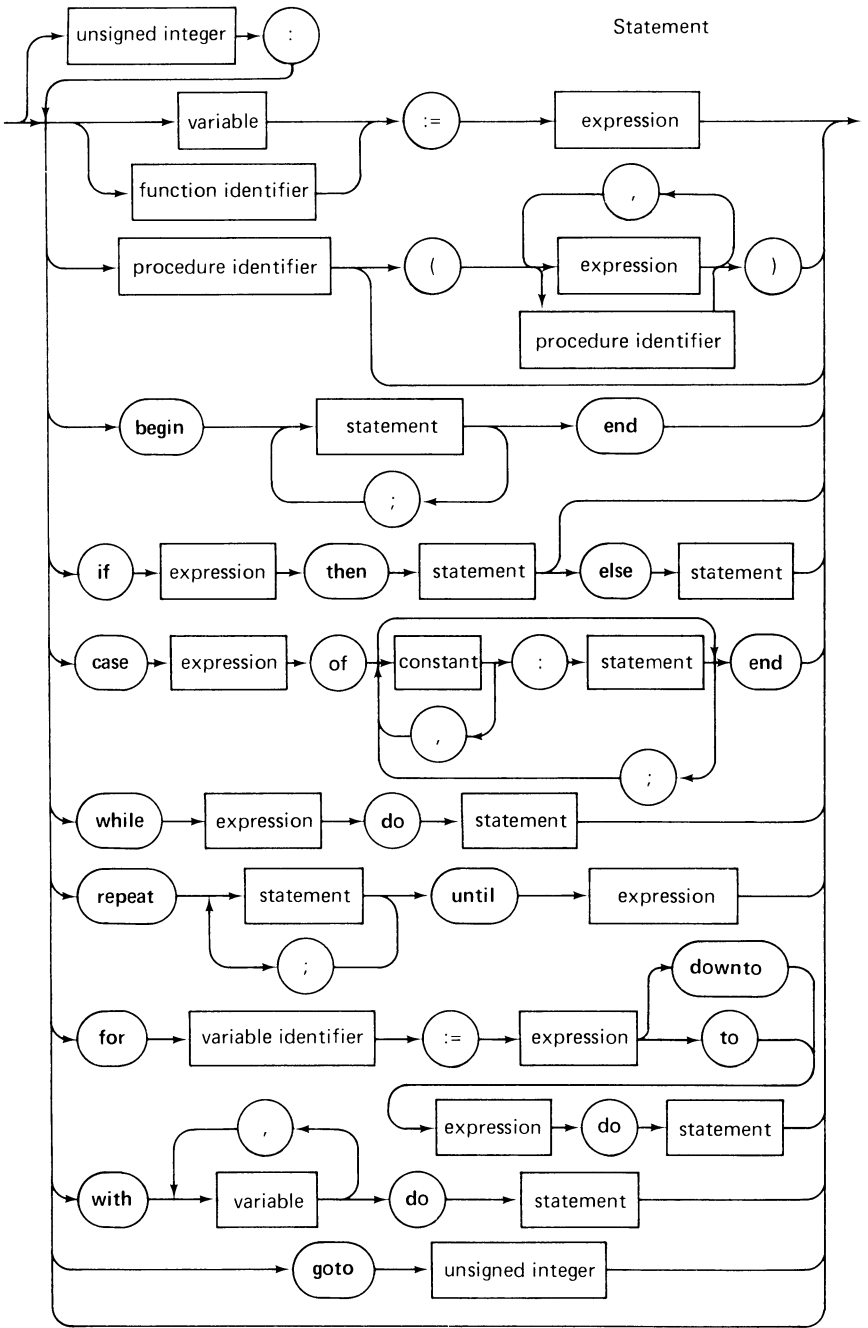 Statement
unsigned integer :
variable := expression
function identifier
,
procedure identifier ( expression )
procedure identifier
begin statement end
;
if expression then statement else statement
case expression of constant : statement end
,
;
while expression do statement
repeat statement until expression
;
downto
for variable identifier := expression to
expression do statement
,
with variable do statement
goto unsigned integer